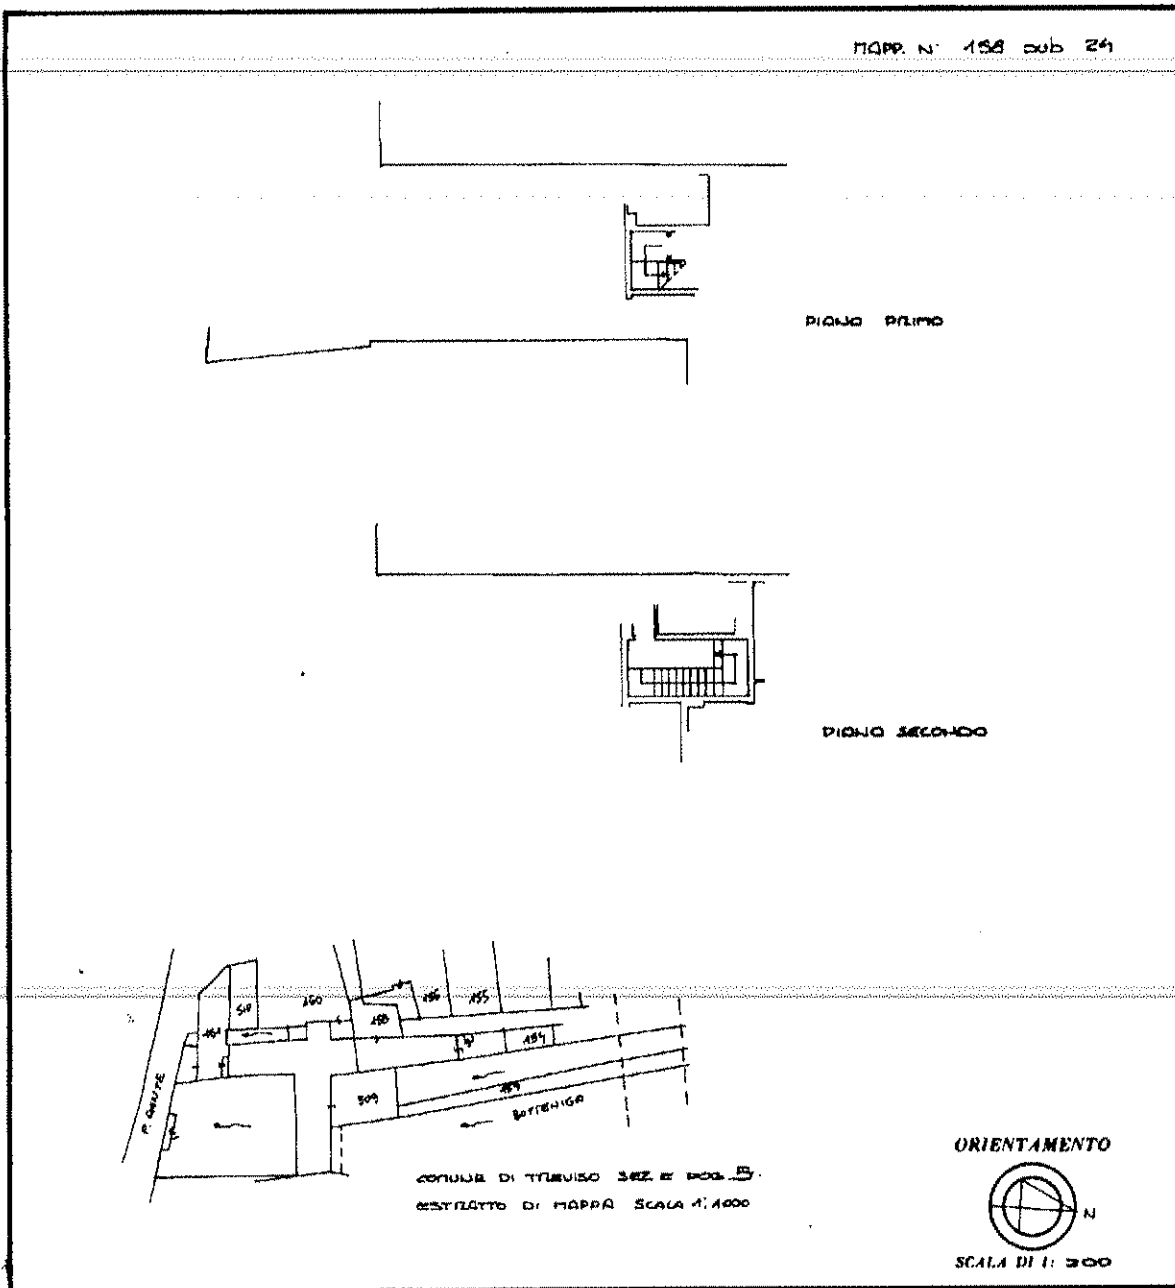 MAPP. N° 158 sub 24
PIANO PRIMO
PIANO SECONDO
510
160
156
155
158
154
509
159
P. DANTE
BOTTENIGA
COMUNE DI TREVISO SEZ E FOG. 5.
ESTRATTO DI MAPPA SCALA 1:1000
ORIENTAMENTO
N
SCALA DI 1: 200